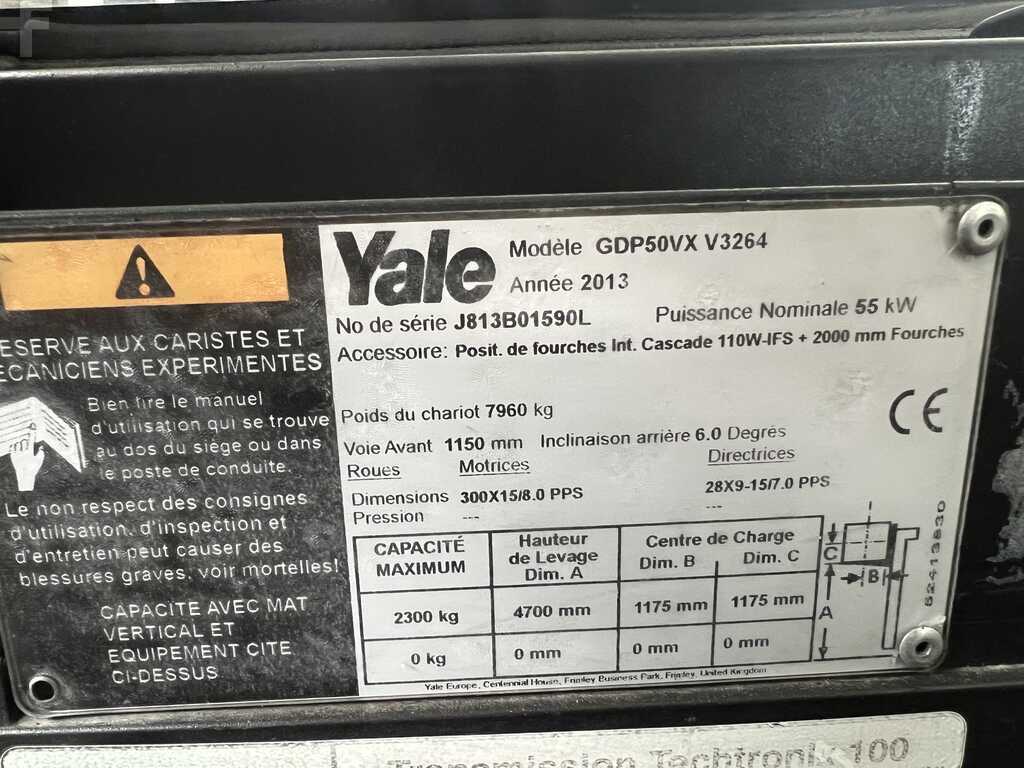 Yale
Modèle GDP50VX V3264
Année 2013
No de série J813B01590L Puissance Nominale 55 kW
Accessoire: Posit. de fourches Int. Cascade 110W-IFS + 2000 mm Fourches
Poids du chariot 7960 kg
Voie Avant 1150 mm Inclinaison arrière 6.0 Degrés
Roues Motrices Directrices
Dimensions 300X15/8.0 PPS 28X9-15/7.0 PPS
Pression --- ---
CAPACITÉ MAXIMUM Hauteur de Levage Dim. A Centre de Charge Dim. B Dim. C
2300 kg 4700 mm 1175 mm 1175 mm
0 kg 0 mm 0 mm 0 mm
C B A
Yale Europe, Centennial House, Frimley Business Park, Frimley, United Kingdom
CE
52413830
ESERVE AUX CARISTES ET
ECANICIENS EXPERIMENTES
Bien lire le manuel
d'utilisation qui se trouve
au dos du siège ou dans
le poste de conduite.
Le non respect des consignes
d'utilisation, d'inspection et
d'entretien peut causer des
blessures graves, voir mortelles!
CAPACITE AVEC MAT
VERTICAL ET
EQUIPEMENT CITE
CI-DESSUS
Transmission Techtronix 100